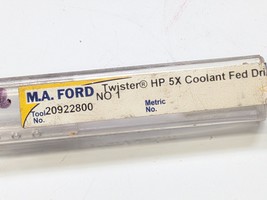 M.A. FORD Twister® HP 5X Coolant Fed Dri
NO 1
Tool 20922800 Metric
No. No.